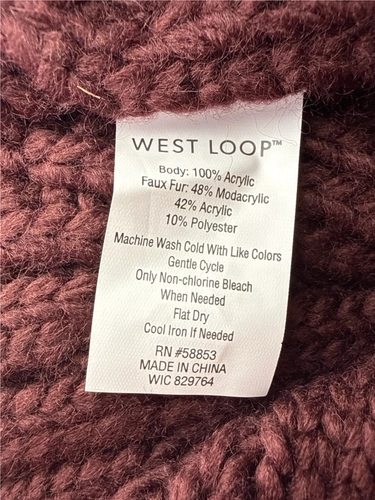 WEST LOOP™
Body: 100% Acrylic
Faux Fur: 48% Modacrylic
42% Acrylic
10% Polyester
Machine Wash Cold With Like Colors
Gentle Cycle
Only Non-chlorine Bleach
When Needed
Flat Dry
Cool Iron If Needed
RN #58853
MADE IN CHINA
WIC 829764